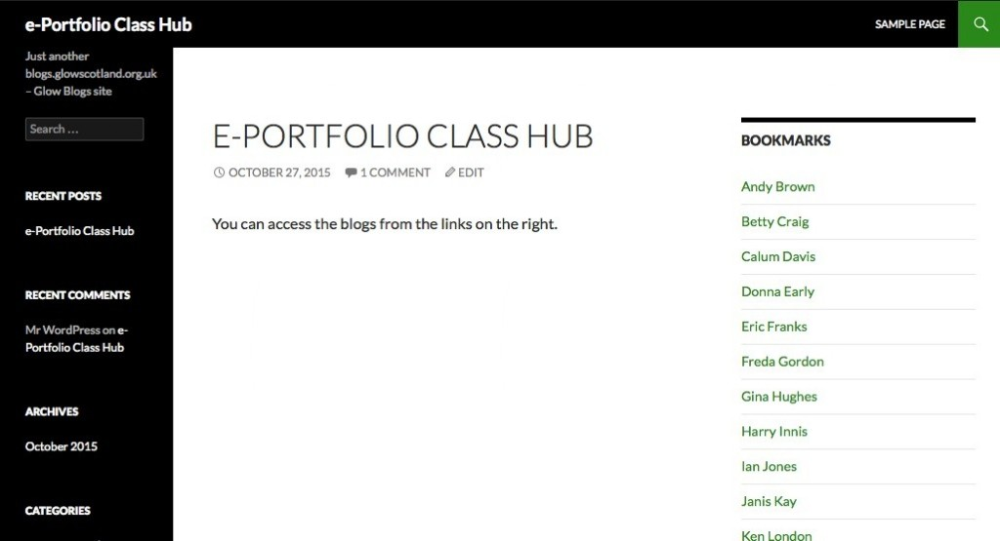 e-Portfolio Class Hub
SAMPLE PAGE
Just another
blogs.glowscotland.org.uk
– Glow Blogs site
Search ...
RECENT POSTS
e-Portfolio Class Hub
RECENT COMMENTS
Mr WordPress on e-
Portfolio Class Hub
ARCHIVES
October 2015
CATEGORIES
E-PORTFOLIO CLASS HUB
OCTOBER 27, 2015 1 COMMENT EDIT
You can access the blogs from the links on the right.
BOOKMARKS
Andy Brown
Betty Craig
Calum Davis
Donna Early
Eric Franks
Freda Gordon
Gina Hughes
Harry Innis
Ian Jones
Janis Kay
Ken London